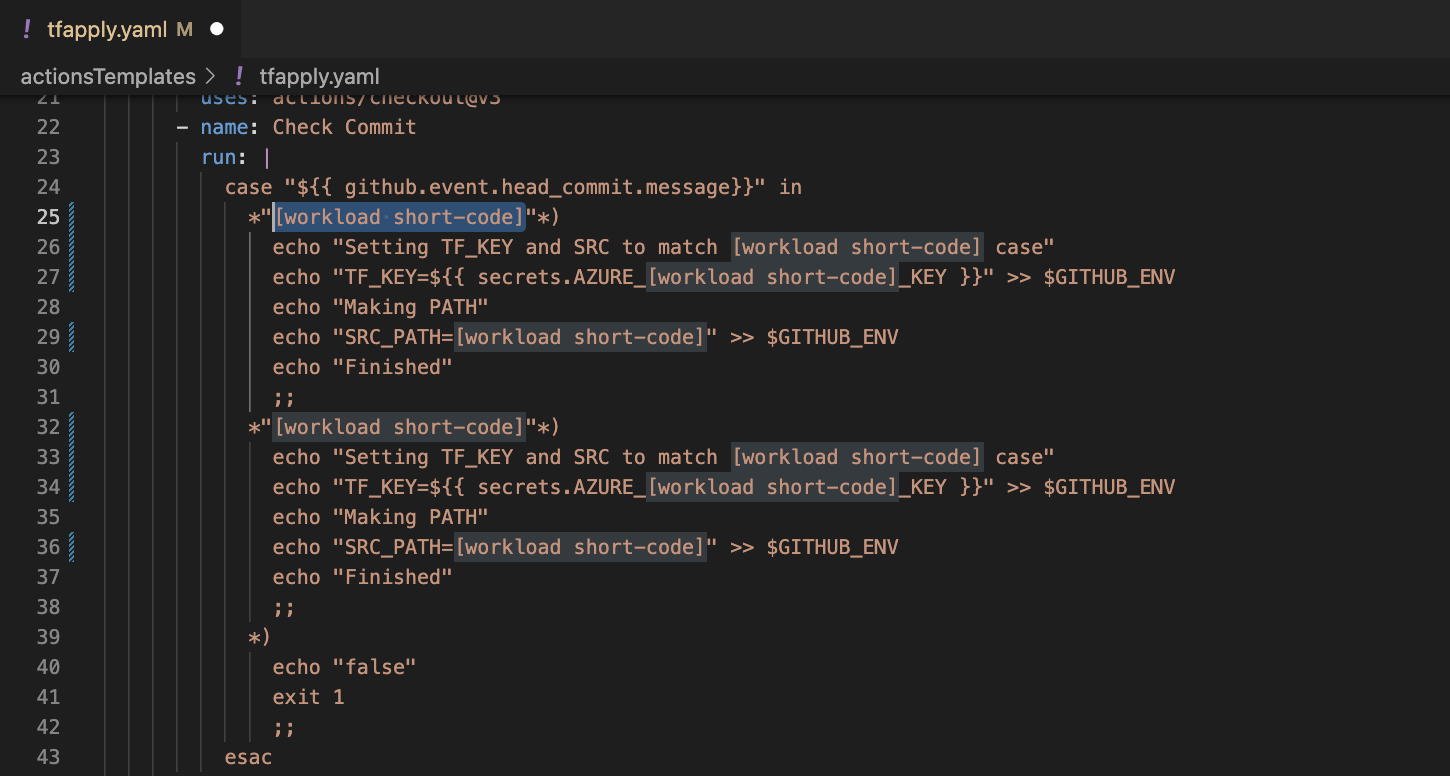 ! tfapply.yaml M
actionsTemplates > ! tfapply.yaml
21 uses: actions/checkout@v3
22 - name: Check Commit
23 run: |
24 case "${{ github.event.head_commit.message}}" in
25 *"[workload short-code]"*)
26 echo "Setting TF_KEY and SRC to match [workload short-code] case"
27 echo "TF_KEY=${{ secrets.AZURE_[workload short-code]_KEY }}" >> $GITHUB_ENV
28 echo "Making PATH"
29 echo "SRC_PATH=[workload short-code]" >> $GITHUB_ENV
30 echo "Finished"
31 ;;
32 *"[workload short-code]"*)
33 echo "Setting TF_KEY and SRC to match [workload short-code] case"
34 echo "TF_KEY=${{ secrets.AZURE_[workload short-code]_KEY }}" >> $GITHUB_ENV
35 echo "Making PATH"
36 echo "SRC_PATH=[workload short-code]" >> $GITHUB_ENV
37 echo "Finished"
38 ;;
39 *)
40 echo "false"
41 exit 1
42 ;;
43 esac